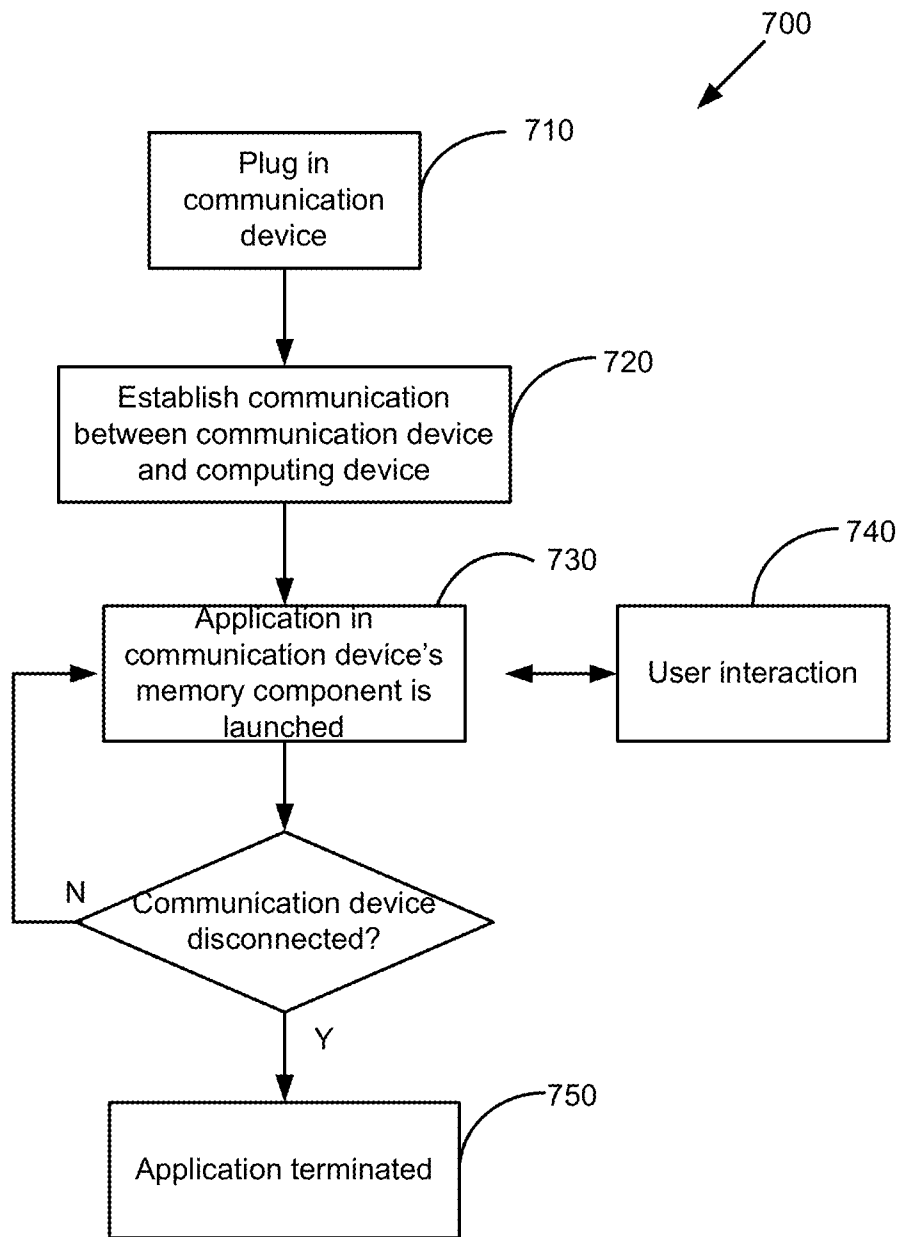 700
710
Plug in
communication
device
720
Establish communication
between communication device
and computing device
730
740
Application in
communication device's
memory component is
launched
User interaction
N
Communication device
disconnected?
Y
750
Application terminated